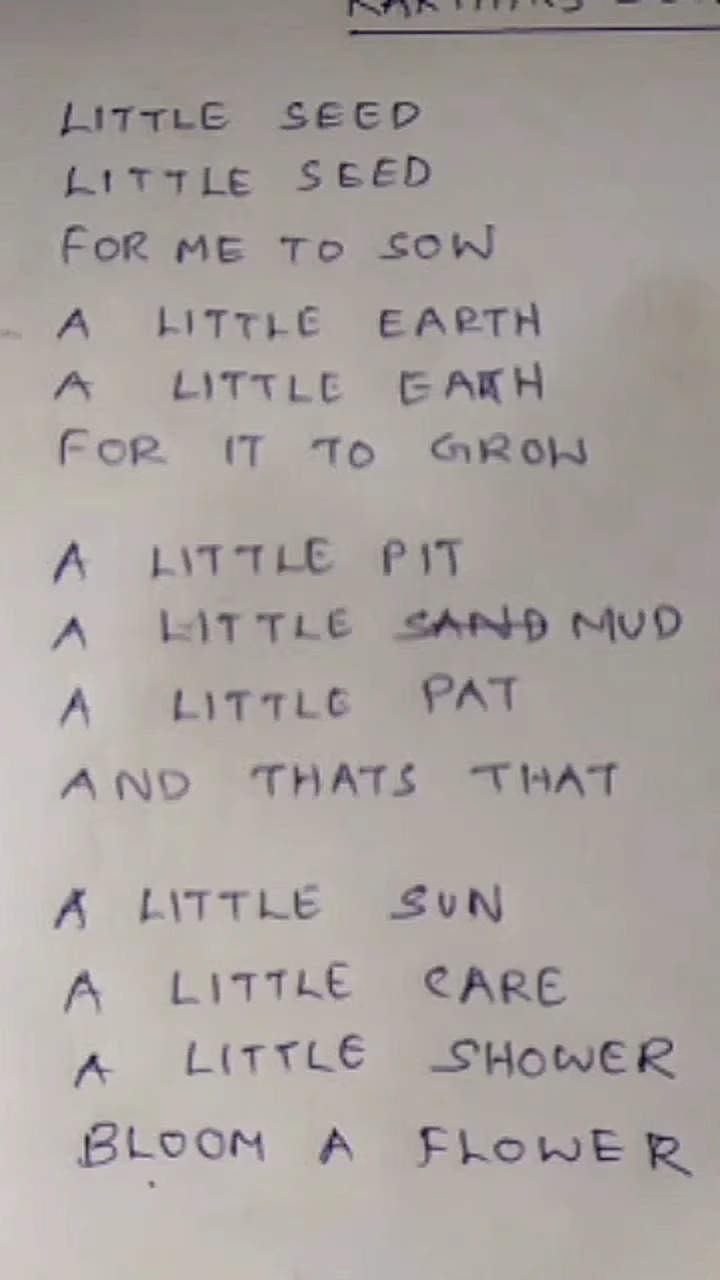 LITTLE SEED
LITTLE SEED
FOR ME TO SOW
A LITTLE EARTH
A LITTLE EATH
FOR IT TO GROW
A LITTLE PIT
A LITTLE SAND MUD
A LITTLE PAT
AND THATS THAT
A LITTLE SUN
A LITTLE CARE
A LITTLE SHOWER
BLOOM A FLOWER